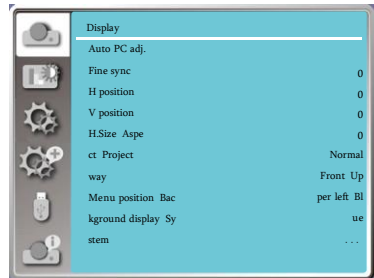 Display
Auto PC adj.
Fine sync 0
H position 0
V position 0
H.Size Aspe 0
ct Project Normal
way Front Up
Menu position Bac per left Bl
kground display Sy ue
stem ...